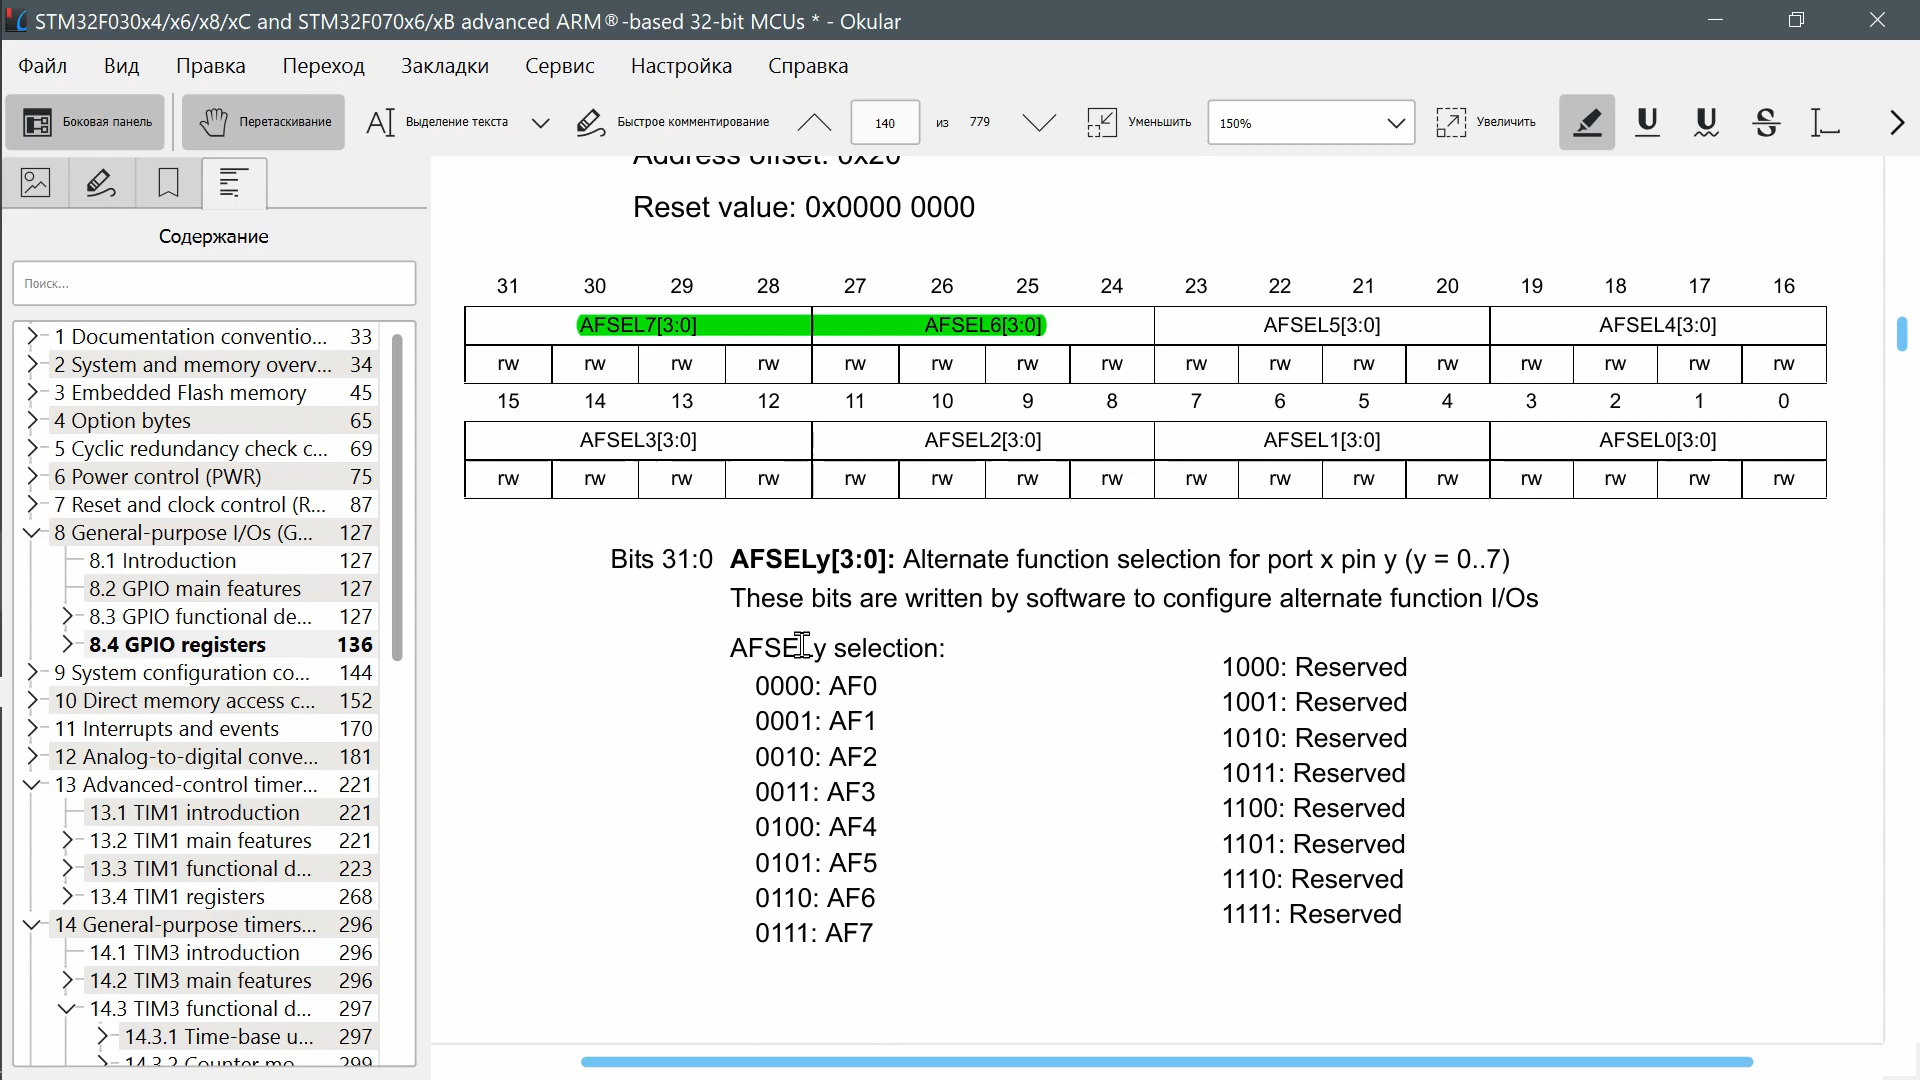 STM32F030x4/x6/x8/xC and STM32F070x6/xB advanced ARM®-based 32-bit MCUs * - Okular
Файл Вид Правка Переход Закладки Сервис Настройка Справка
Боковая панель Перетаскивание Выделение текста Быстрое комментирование 140 из 779 Уменьшить 150% Увеличить
Содержание
Поиск...
1 Documentation conventio... 33
2 System and memory overv... 34
3 Embedded Flash memory 45
4 Option bytes 65
5 Cyclic redundancy check c... 69
6 Power control (PWR) 75
7 Reset and clock control (R... 87
8 General-purpose I/Os (G... 127
8.1 Introduction 127
8.2 GPIO main features 127
8.3 GPIO functional de... 127
8.4 GPIO registers 136
9 System configuration co... 144
10 Direct memory access c... 152
11 Interrupts and events 170
12 Analog-to-digital conve... 181
13 Advanced-control timer... 221
13.1 TIM1 introduction 221
13.2 TIM1 main features 221
13.3 TIM1 functional d... 223
13.4 TIM1 registers 268
14 General-purpose timers... 296
14.1 TIM3 introduction 296
14.2 TIM3 main features 296
14.3 TIM3 functional d... 297
14.3.1 Time-base u... 297
14.3.2 Counter mo... 299
Address offset: 0x20
Reset value: 0x0000 0000
31 30 29 28 27 26 25 24 23 22 21 20 19 18 17 16
AFSEL7[3:0] AFSEL6[3:0] AFSEL5[3:0] AFSEL4[3:0]
rw rw rw rw rw rw rw rw rw rw rw rw rw rw rw rw
15 14 13 12 11 10 9 8 7 6 5 4 3 2 1 0
AFSEL3[3:0] AFSEL2[3:0] AFSEL1[3:0] AFSEL0[3:0]
rw rw rw rw rw rw rw rw rw rw rw rw rw rw rw rw
Bits 31:0 AFSELy[3:0]: Alternate function selection for port x pin y (y = 0..7)
These bits are written by software to configure alternate function I/Os
AFSELy selection:
0000: AF0
0001: AF1
0010: AF2
0011: AF3
0100: AF4
0101: AF5
0110: AF6
0111: AF7
1000: Reserved
1001: Reserved
1010: Reserved
1011: Reserved
1100: Reserved
1101: Reserved
1110: Reserved
1111: Reserved